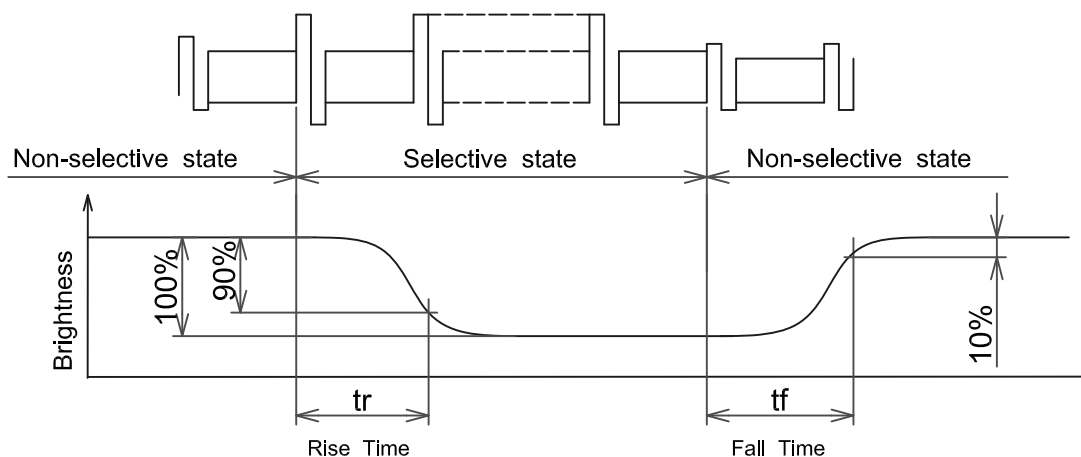 Non-selective state
Selective state
Non-selective state
Brightness
100%
90%
10%
tr
tf
Rise Time
Fall Time